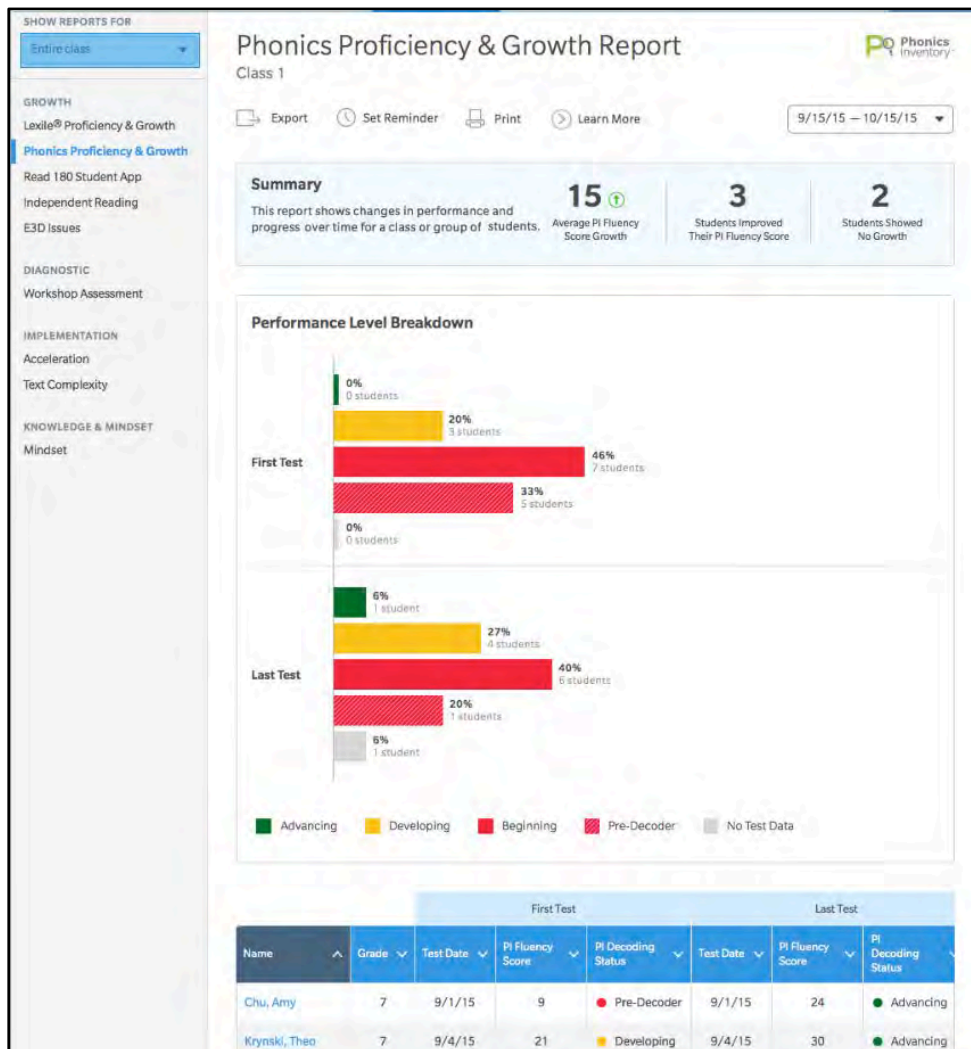 SHOW REPORTS FOR
Entire class
GROWTH
Lexile® Proficiency & Growth
Phonics Proficiency & Growth
Read 180 Student App
Independent Reading
E3D Issues
DIAGNOSTIC
Workshop Assessment
IMPLEMENTATION
Acceleration
Text Complexity
KNOWLEDGE & MINDSET
Mindset
Phonics Proficiency & Growth Report
Class 1
Phonics
Inventory
Export Set Reminder Print Learn More
9/15/15 — 10/15/15
Summary
This report shows changes in performance and
progress over time for a class or group of students.
15
Average PI Fluency
Score Growth
3
Students Improved
Their PI Fluency Score
2
Students Showed
No Growth
Performance Level Breakdown
First Test
0%
0 students
20%
3 students
46%
7 students
33%
5 students
0%
0 students
Last Test
6%
1 student
27%
4 students
40%
6 students
20%
1 students
6%
1 student
Advancing Developing Beginning Pre-Decoder No Test Data
First Test Last Test
Name Grade Test Date PI Fluency Score PI Decoding Status Test Date PI Fluency Score PI Decoding Status
Chu, Amy 7 9/1/15 9 Pre-Decoder 9/1/15 24 Advancing
Krynski, Theo 7 9/4/15 21 Developing 9/4/15 30 Advancing